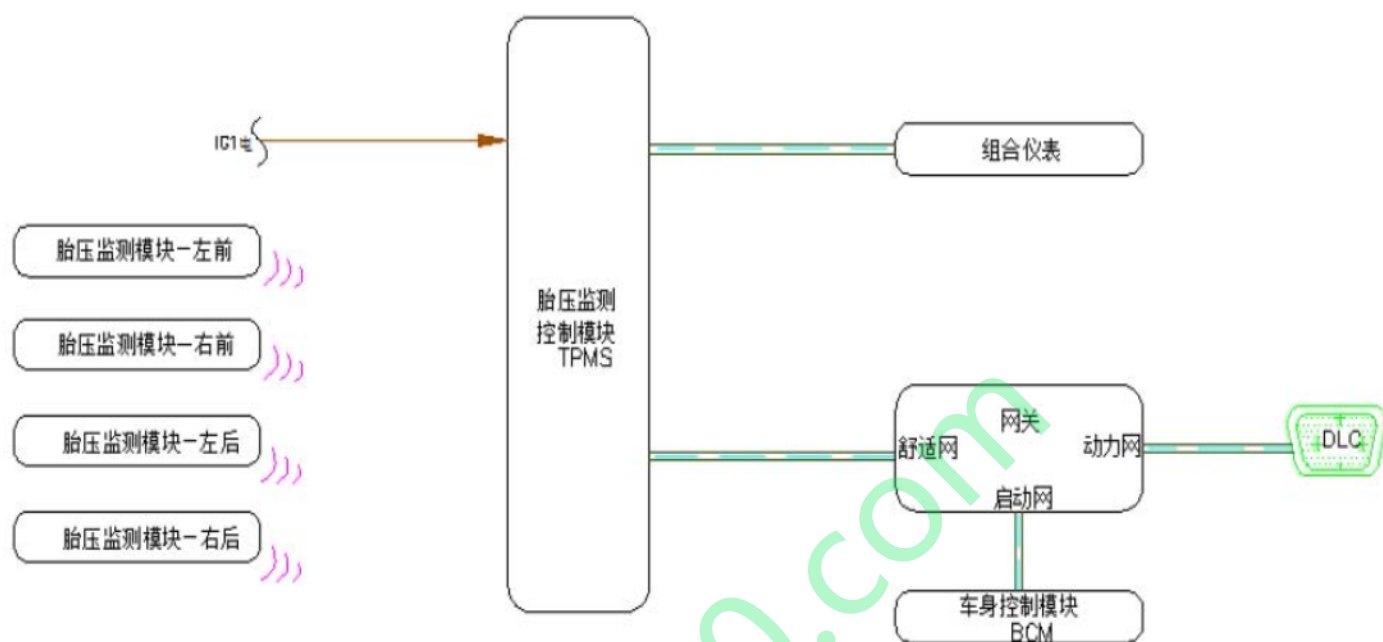 IG1电
组合仪表
胎压监测模块-左前
胎压监测模块-右前
胎压监测模块-左后
胎压监测模块-右后
胎压监测
控制模块
TPMS
网关
舒适网
动力网
启动网
DLC
车身控制模块
BCM